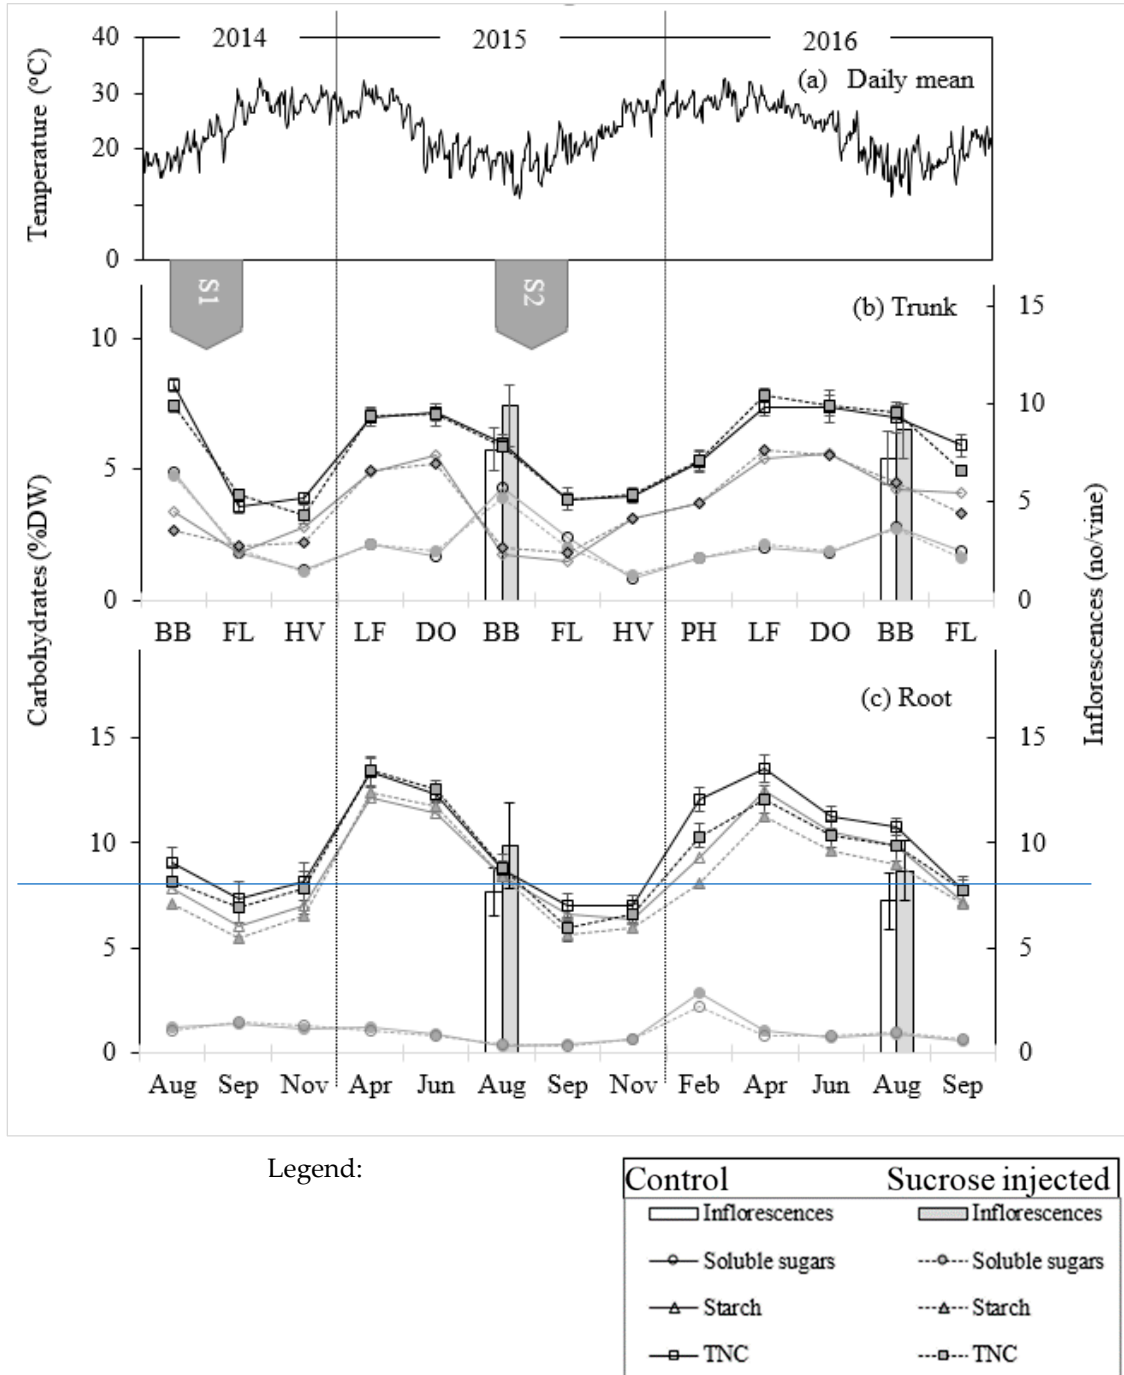 2014 2015 2016
(a) Daily mean
Temperature (°C)
40
30
20
0
S1 S2
(b) Trunk
10
5
0
15
10
5
0
BB FL HV LF DO BB FL HV PH LF DO BB FL
Carbohydrates (%DW)
Inflorescences (no/vine)
(c) Root
15
10
5
0
15
10
5
0
Aug Sep Nov Apr Jun Aug Sep Nov Feb Apr Jun Aug Sep
Legend:
Control Sucrose injected
Inflorescences Inflorescences
Soluble sugars Soluble sugars
Starch Starch
TNC TNC